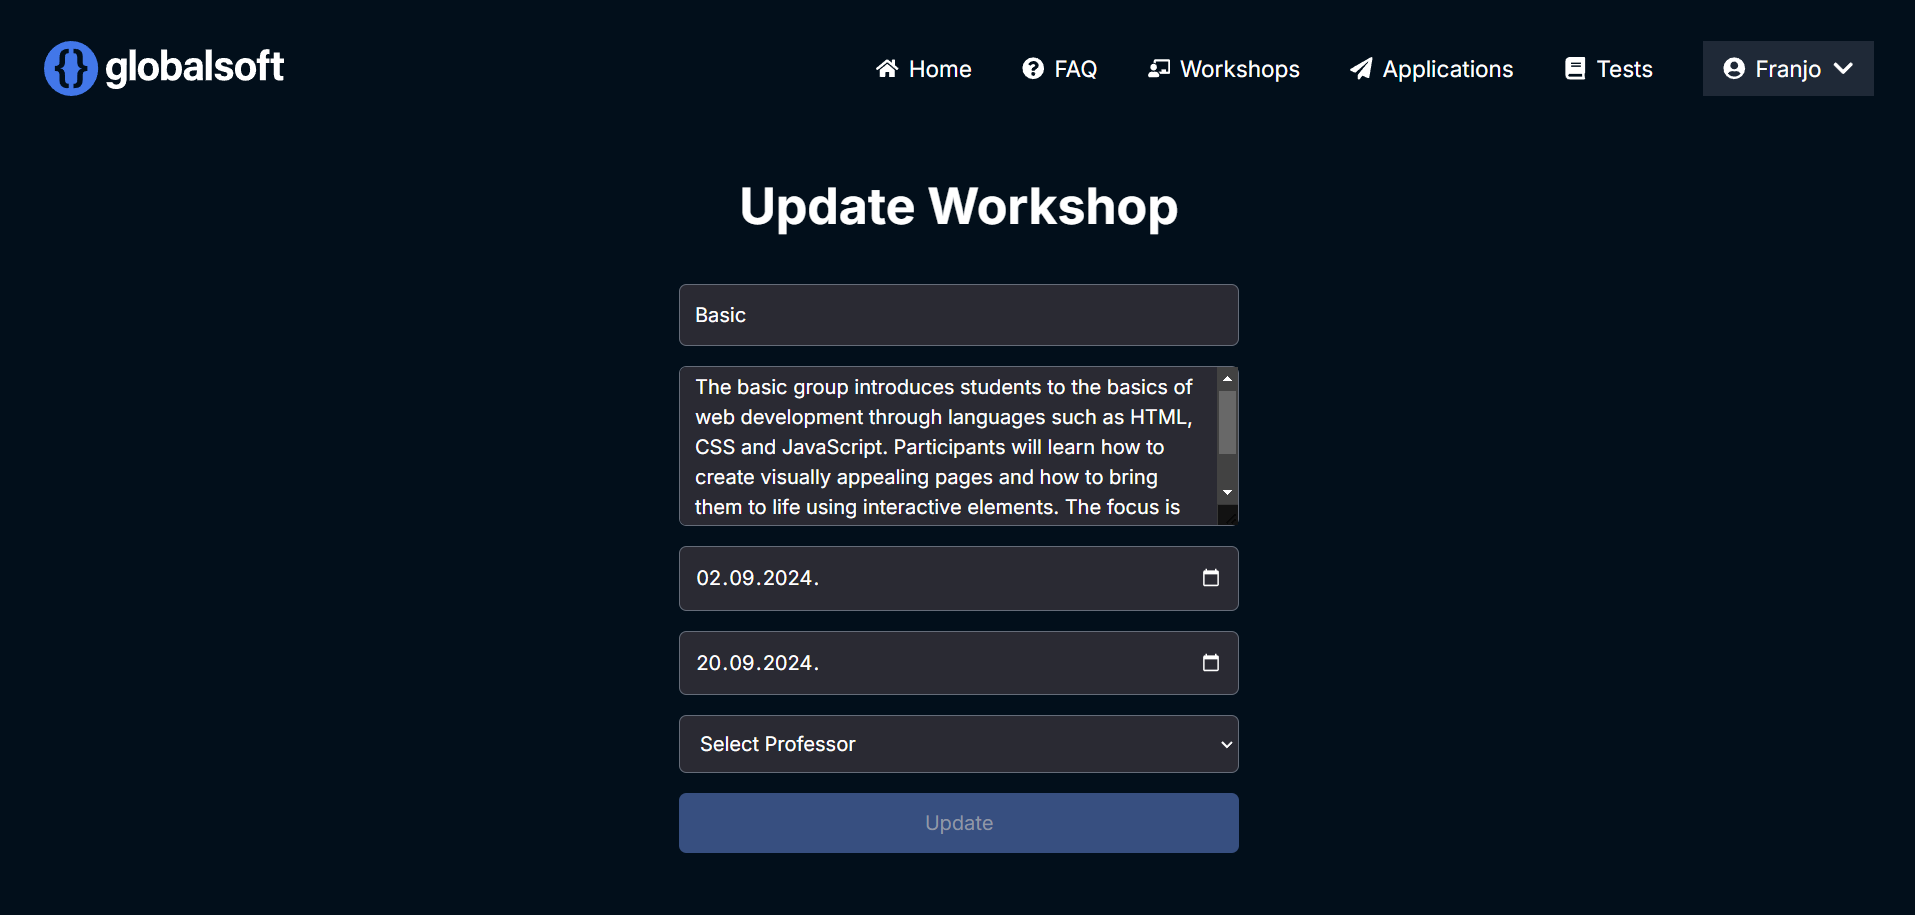 {} globalsoft
Home FAQ Workshops Applications Tests Franjo
Update Workshop
Basic
The basic group introduces students to the basics of
web development through languages such as HTML,
CSS and JavaScript. Participants will learn how to
create visually appealing pages and how to bring
them to life using interactive elements. The focus is
02.09.2024.
20.09.2024.
Select Professor
Update